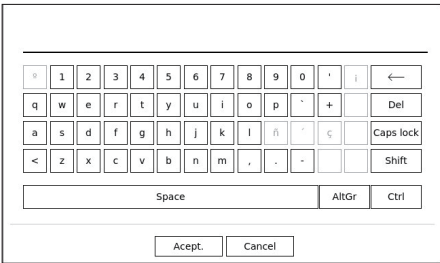 º 1 2 3 4 5 6 7 8 9 0 ' ¡ ←
q w e r t y u i o p ` + Del
a s d f g h j k l ñ ´ ç Caps lock
< z x c v b n m , . - Shift
Space AltGr Ctrl
Acept. Cancel